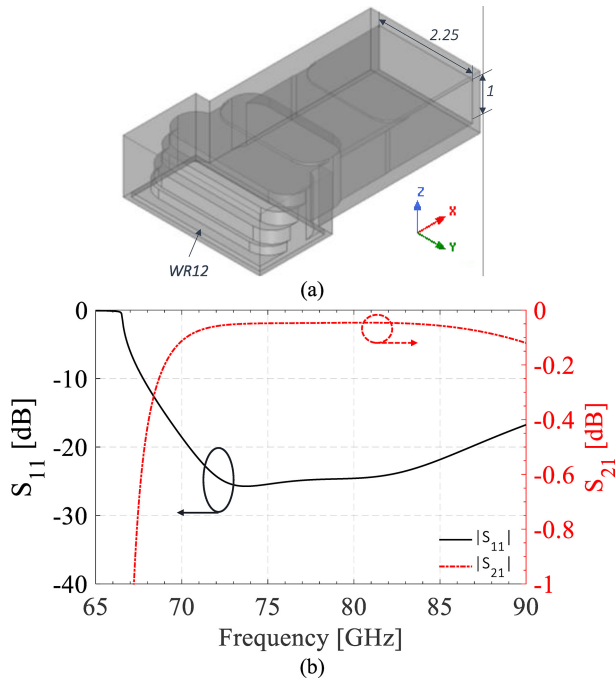 2.25
1
Z
X
Y
WR12
(a)
0
-10
-20
-30
-40
S11 [dB]
0
-0.2
-0.4
-0.6
-0.8
-1
S21 [dB]
|S11|
|S21|
65 70 75 80 85 90
Frequency [GHz]
(b)